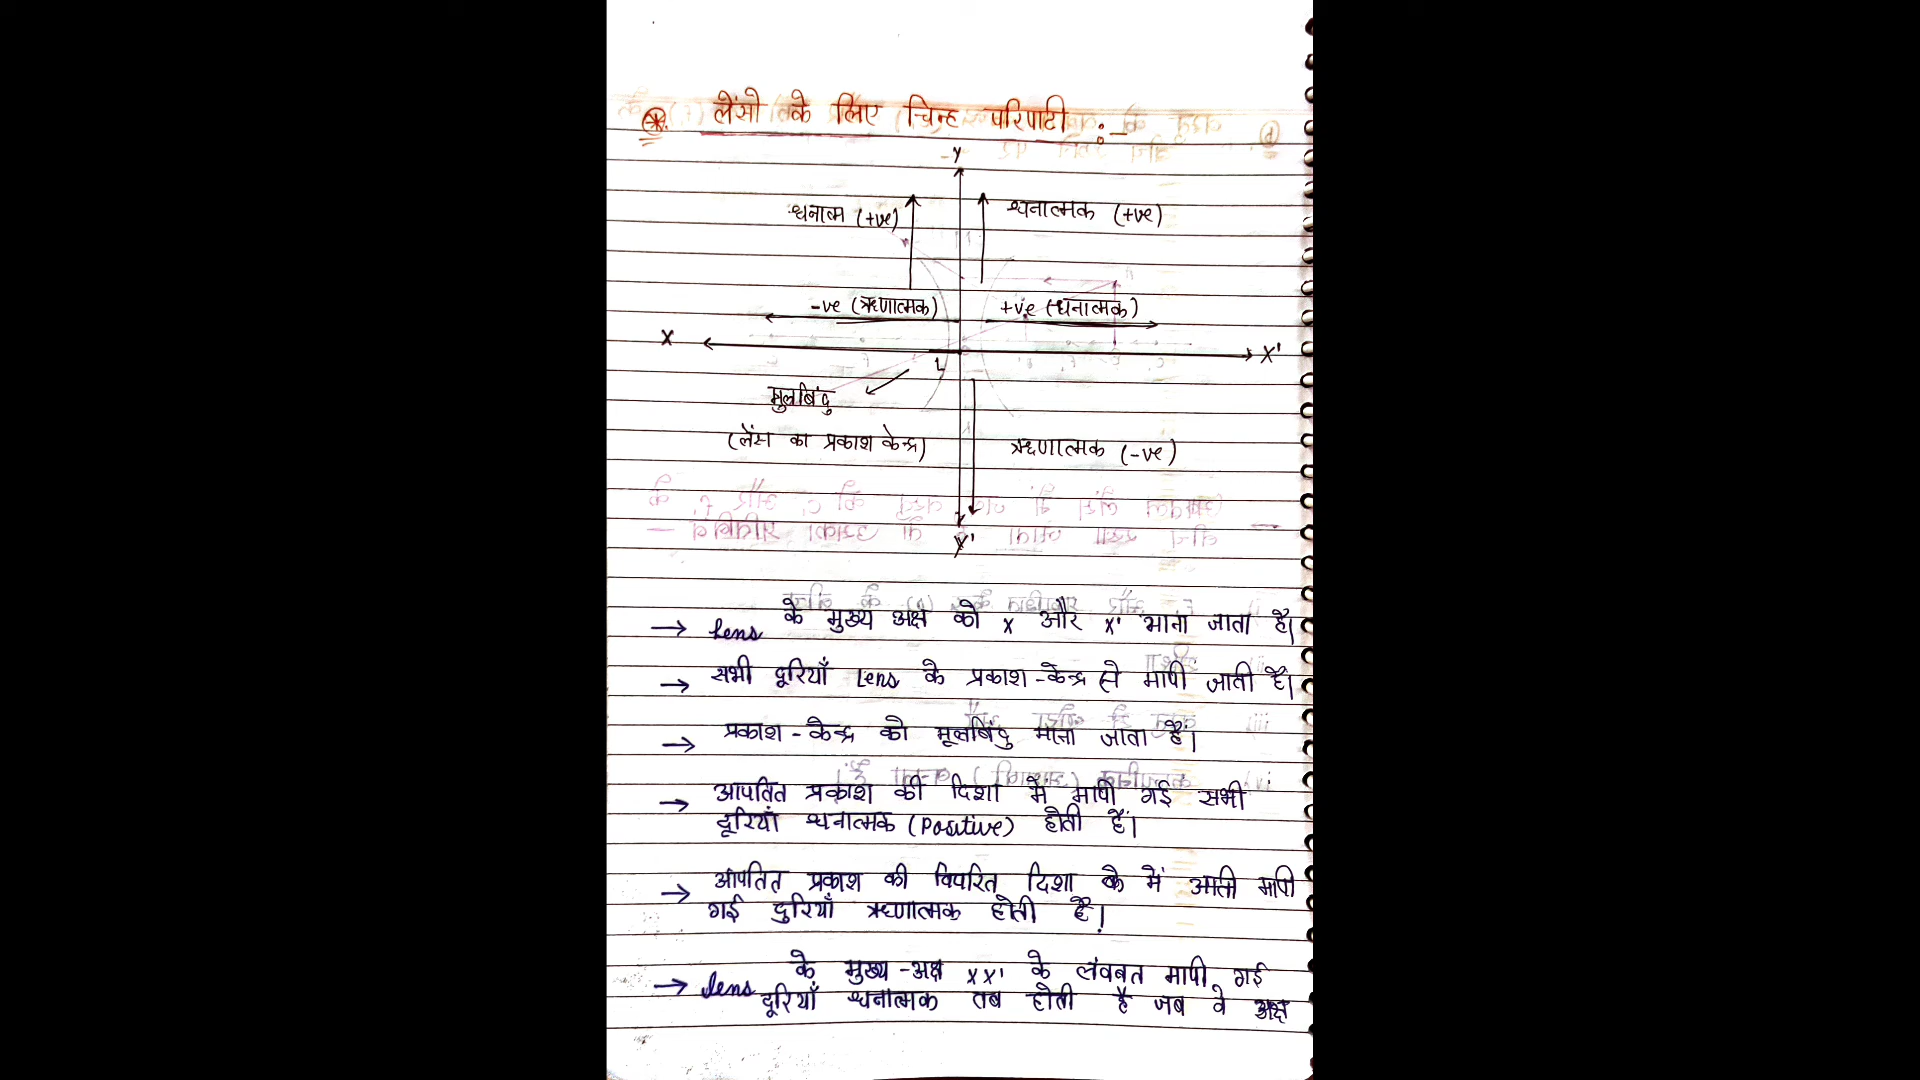 लेंसो के लिए चिन्ह परिपाटी :-
Y
धनात्म (+ve)
धनात्मक (+ve)
-ve (ऋणात्मक)
+ve (धनात्मक)
X
X'
L
मुलबिंदु
(लेंस का प्रकाश केन्द्र)
ऋणात्मक (-ve)
Y'
→ Lens के मुख्य अक्ष को X और X' माना जाता है।
→ सभी दूरियाँ Lens के प्रकाश-केन्द्र से मापी जाती है।
→ प्रकाश-केन्द्र को मूलबिंदु माना जाता है।
→ आपतित प्रकाश की दिशा में मापी गई सभी
दूरियाँ धनात्मक (Positive) होती हैं।
→ आपतित प्रकाश की विपरित दिशा के में आती मापी
गई दुरियाँ ऋणात्मक होती है।
→ Lens के मुख्य-अक्ष XX' के लंबबत मापी गई
दूरियाँ धनात्मक तब होती है जब वे अक्ष